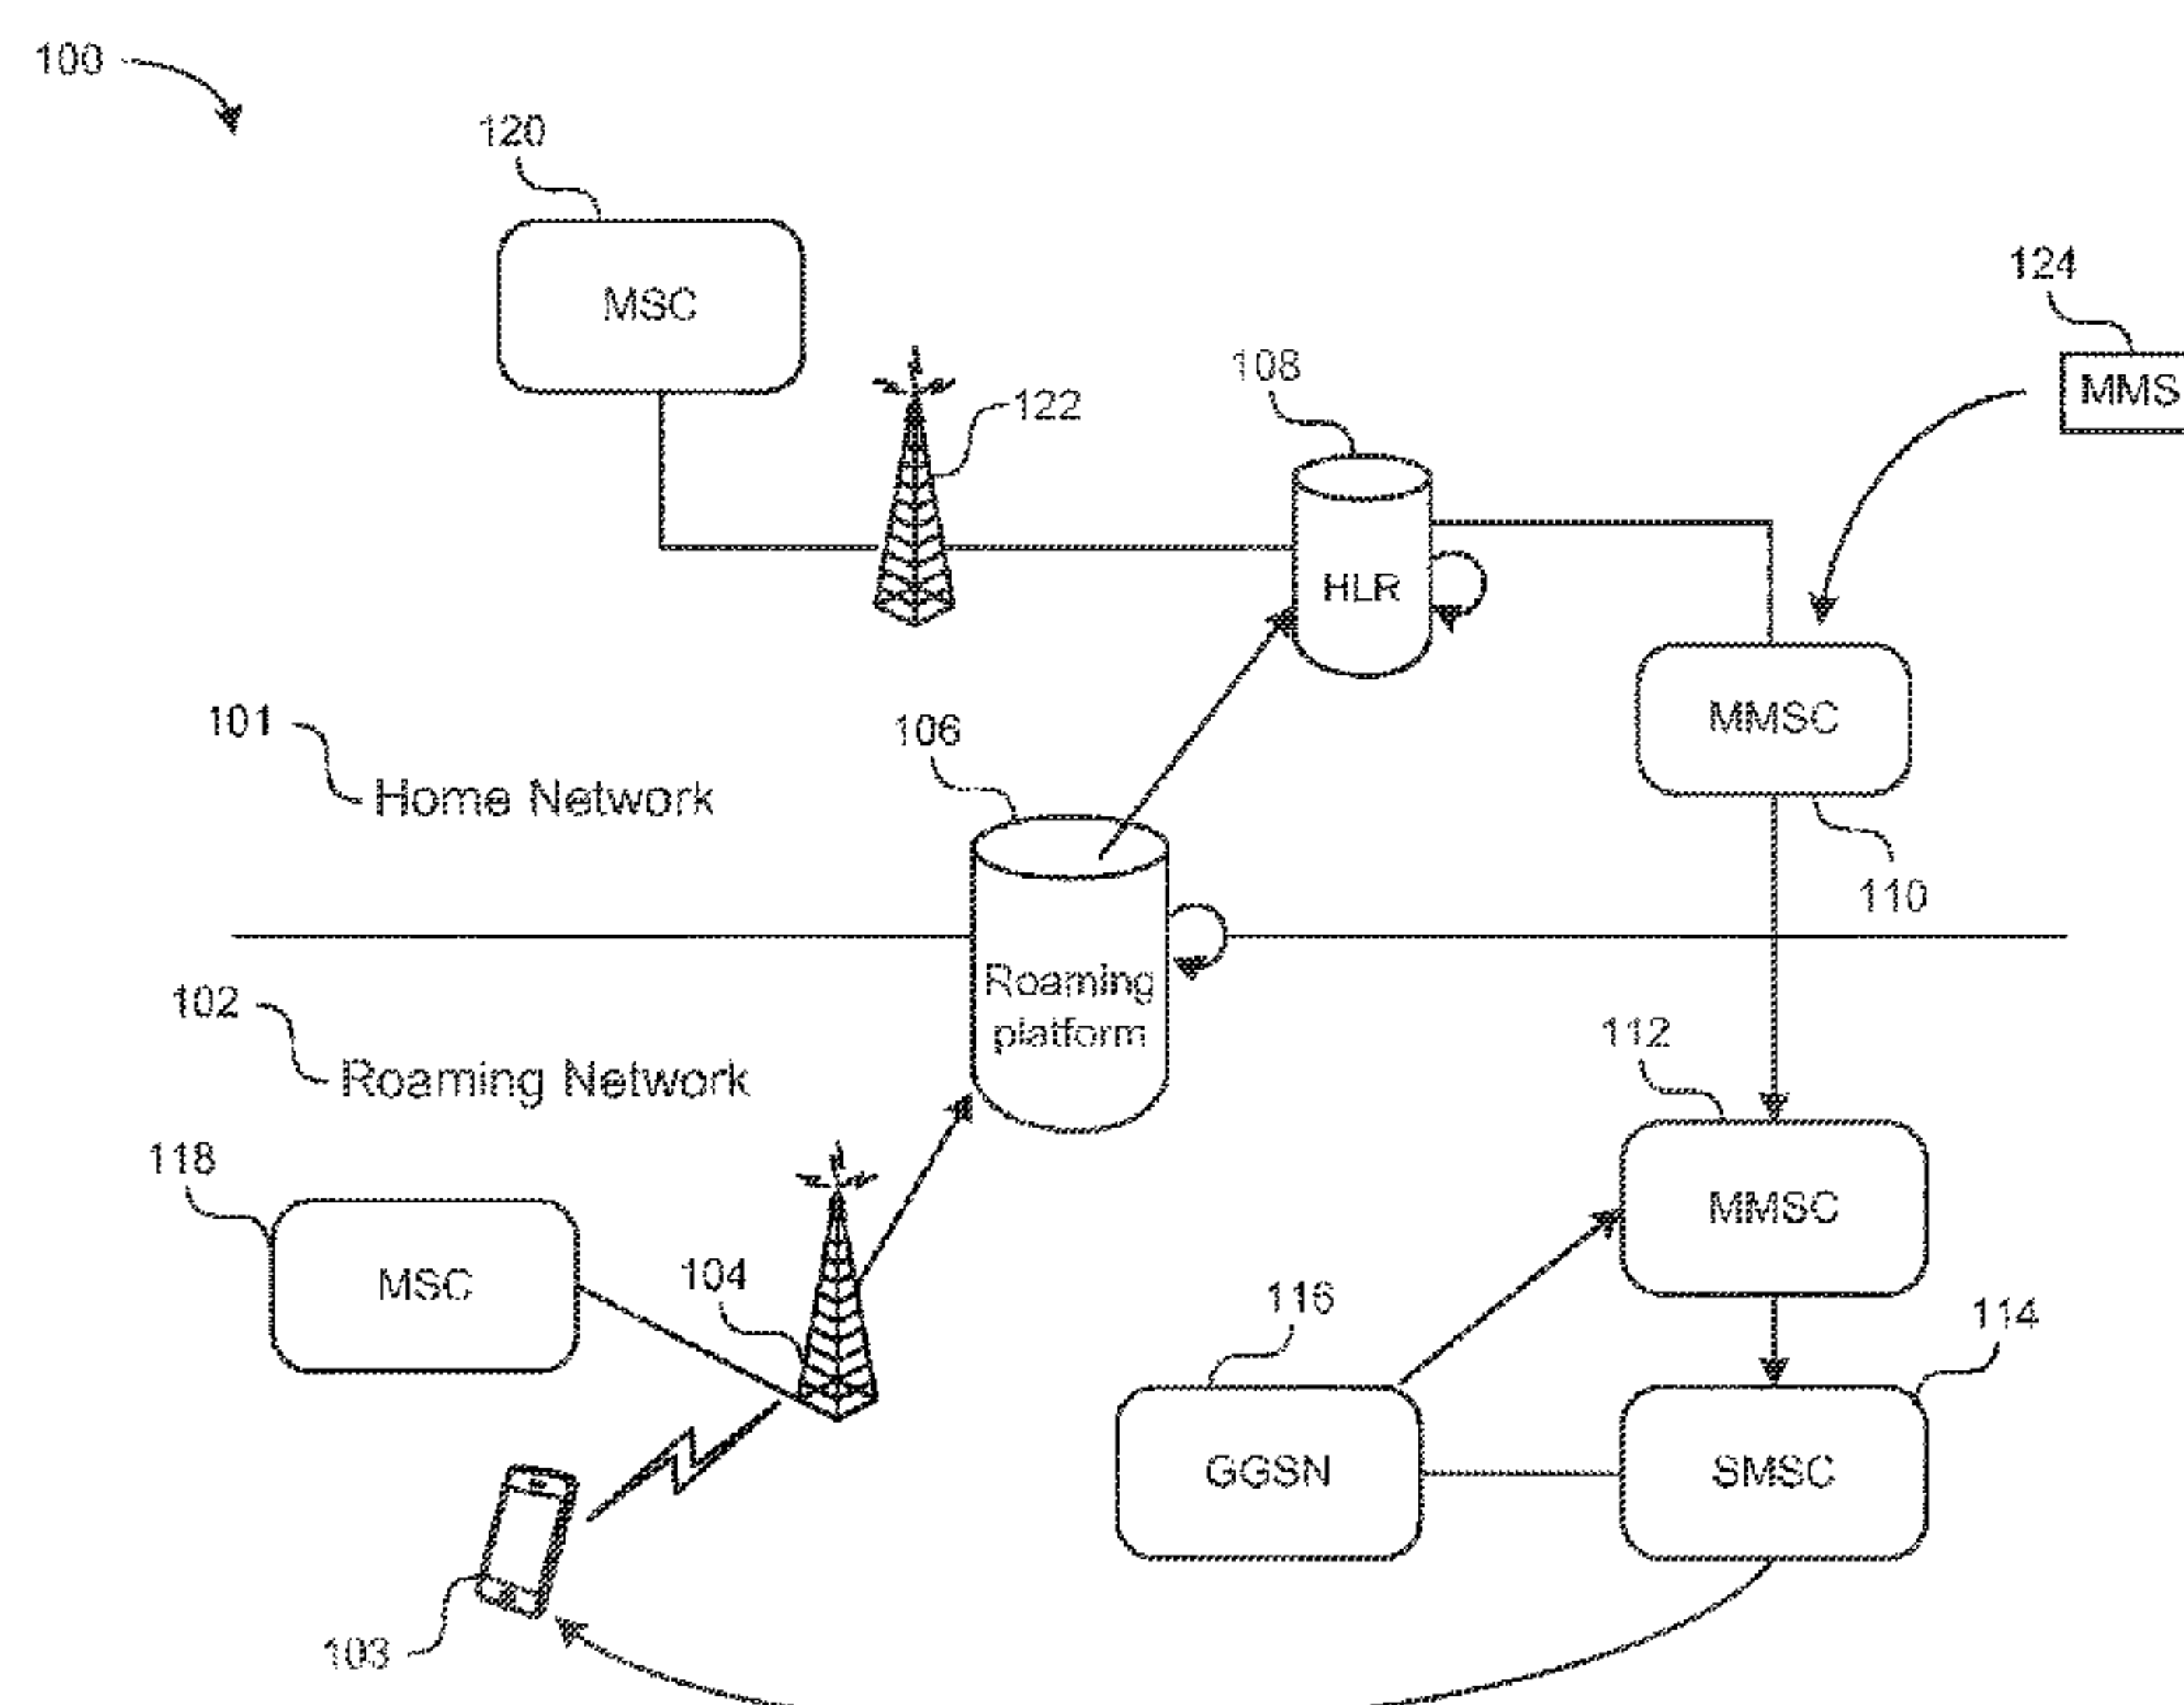 100
120
MSC
124
MMS
108
122
HLR
MMSC
101
Home Network
106
110
102
Roaming Network
Roaming
platform
112
118
MSC
104
MMSC
116
114
GGSN
SMSC
103